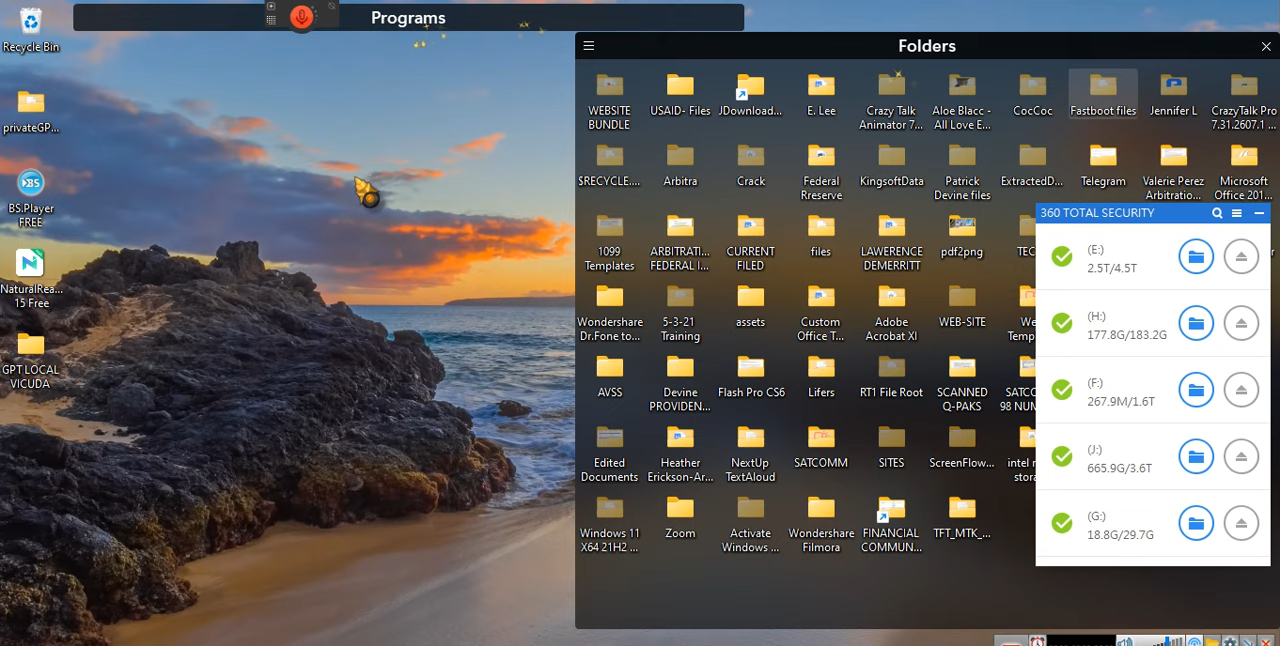 Programs
Recycle Bin
privateGP...
BS.Player
FREE
NaturalRea...
15 Free
GPT LOCAL
VICUDA
Folders
WEBSITE
BUNDLE
USAID- Files
JDownload...
E. Lee
Crazy Talk
Animator 7...
Aloe Blacc -
All Love E...
CocCoc
Fastboot files
Jennifer L
CrazyTalk Pro
7.31.2607.1 ...
$RECYCLE....
Arbitra
Crack
Federal
Rreserve
KingsoftData
Patrick
Devine files
ExtractedD...
Telegram
Valerie Perez
Arbitration...
Microsoft
Office 201...
1099
Templates
ARBITRATI...
FEDERAL I...
CURRENT
FILED
files
LAWERENCE
DEMERRITT
pdf2png
TEC
Wondershare
Dr.Fone to...
5-3-21
Training
assets
Custom
Office T...
Adobe
Acrobat XI
WEB-SITE
We
Temp
AVSS
Devine
PROVIDEN...
Flash Pro CS6
Lifers
RT1 File Root
SCANNED
Q-PAKS
SATC
98 NUM
Edited
Documents
Heather
Erickson-Ar...
NextUp
TextAloud
SATCOMM
SITES
ScreenFlow...
intel r
stora
Windows 11
X64 21H2 ...
Zoom
Activate
Windows ...
Wondershare
Filmora
FINANCIAL
COMMUN...
TFT_MTK_...
360 TOTAL SECURITY
(E:)
2.5T/4.5T
(H:)
177.8G/183.2G
(F:)
267.9M/1.6T
(J:)
665.9G/3.6T
(G:)
18.8G/29.7G